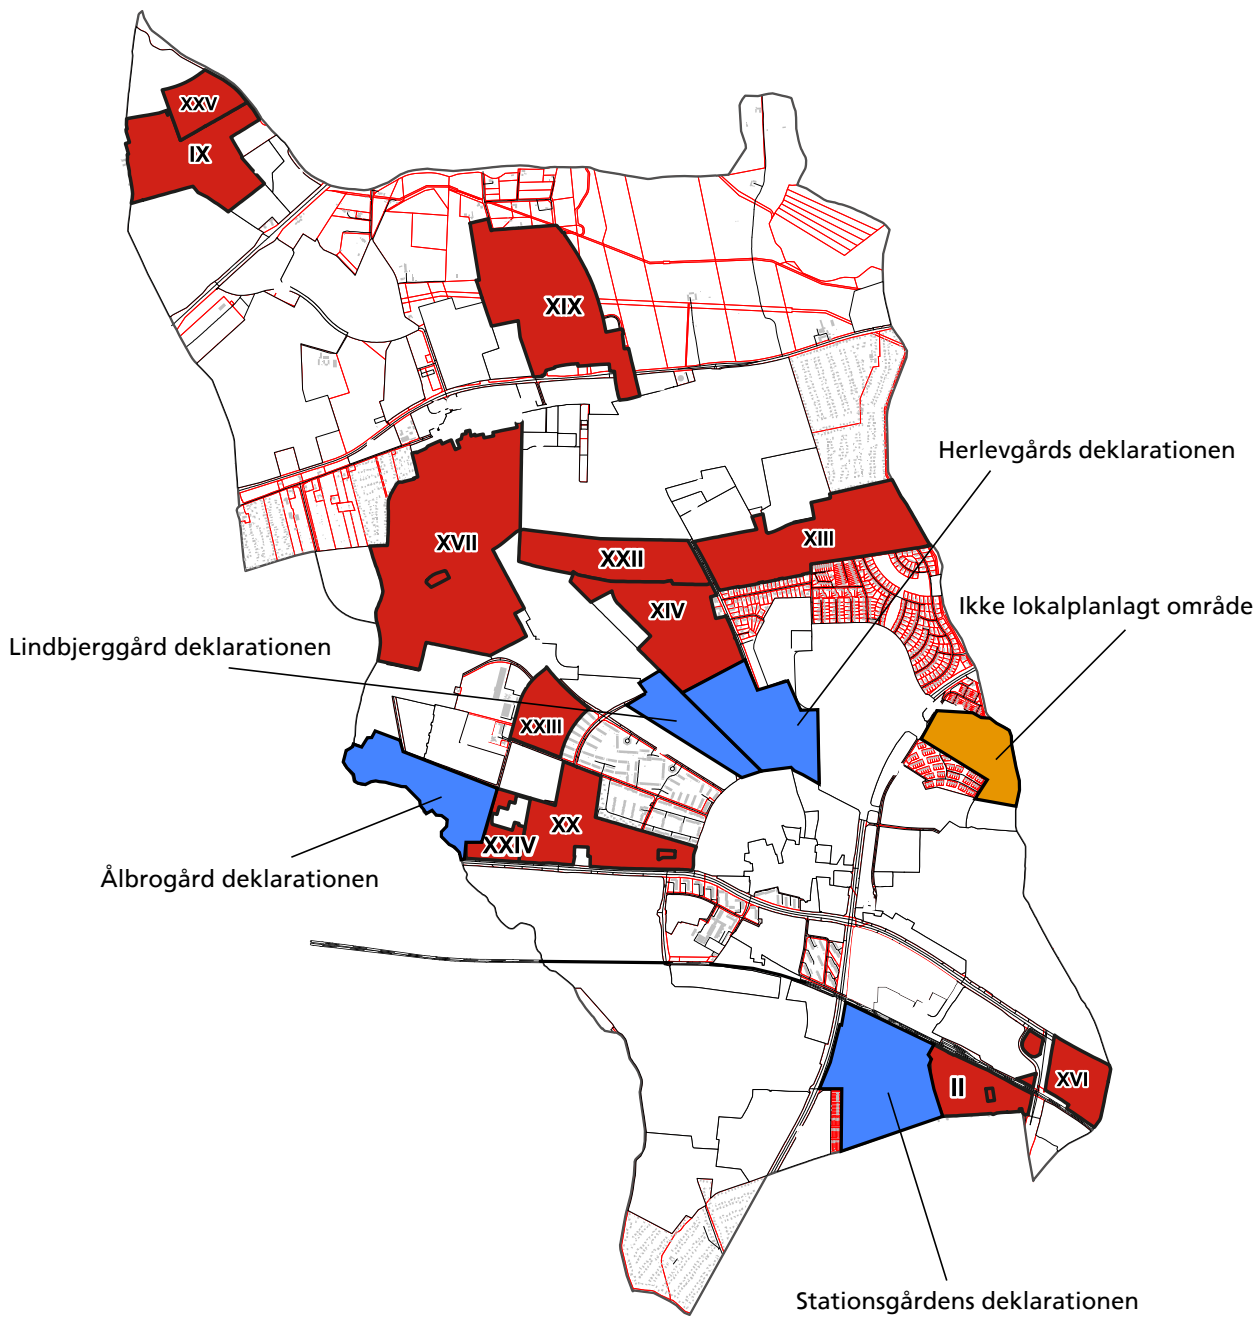 XXV
IX
XIX
Herlevgårds deklarationen
XVII
XXII
XIII
XIV
Ikke lokalplanlagt område
Lindbjerggård deklarationen
XXIII
XX
XXIV
Ålbrogård deklarationen
II
XVI
Stationsgårdens deklarationen